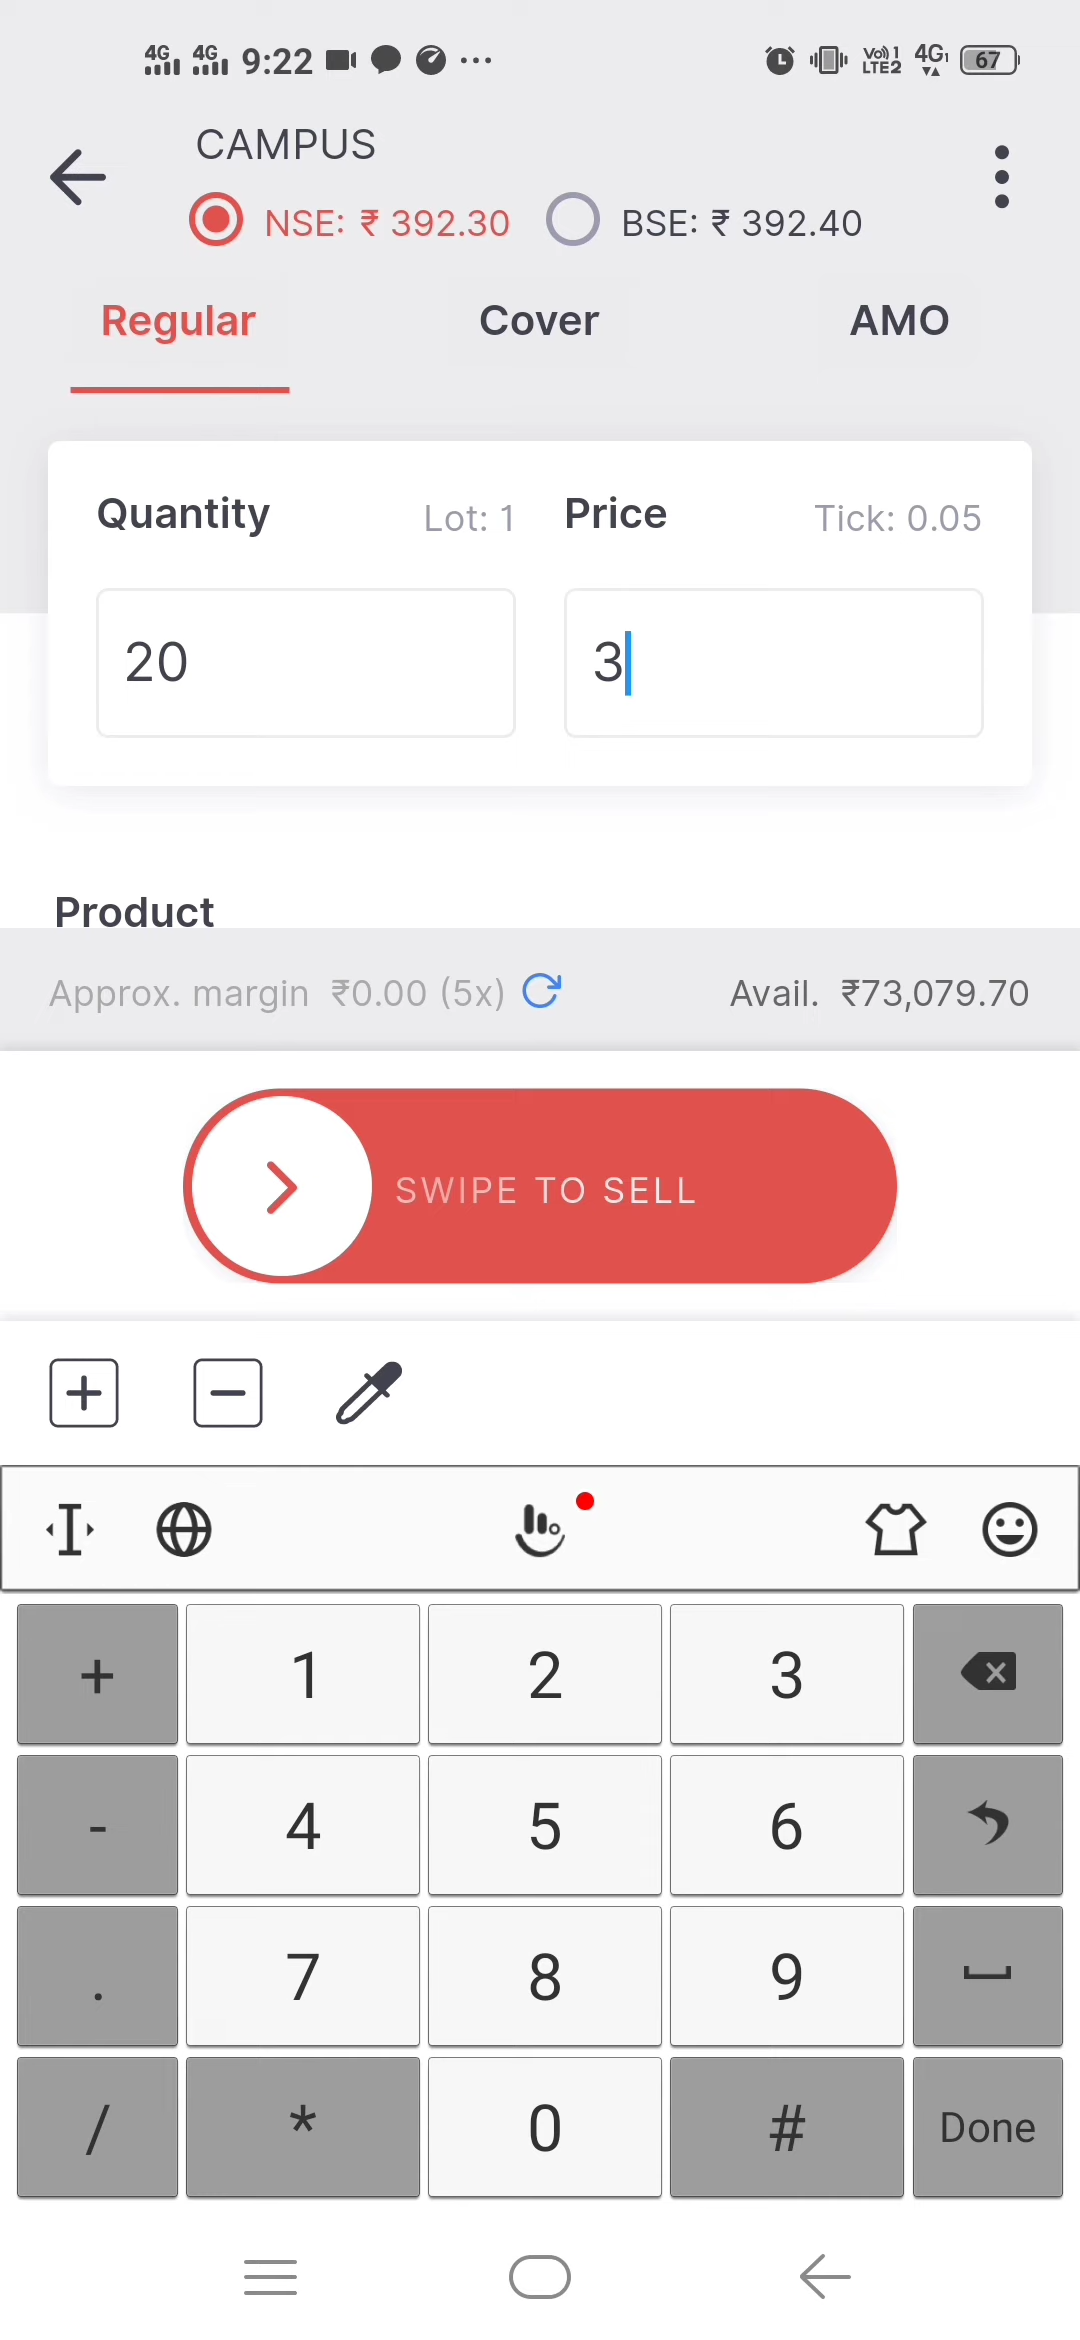 4G 4G 9:22 ... Vo)) 1 LTE2 4G 1 67
CAMPUS
NSE: ₹ 392.30 BSE: ₹ 392.40
Regular Cover AMO
Quantity Lot: 1 Price Tick: 0.05
20 3
Product
Approx. margin ₹0.00 (5x) Avail. ₹73,079.70
SWIPE TO SELL
+ 1 2 3
- 4 5 6
. 7 8 9
/ * 0 # Done